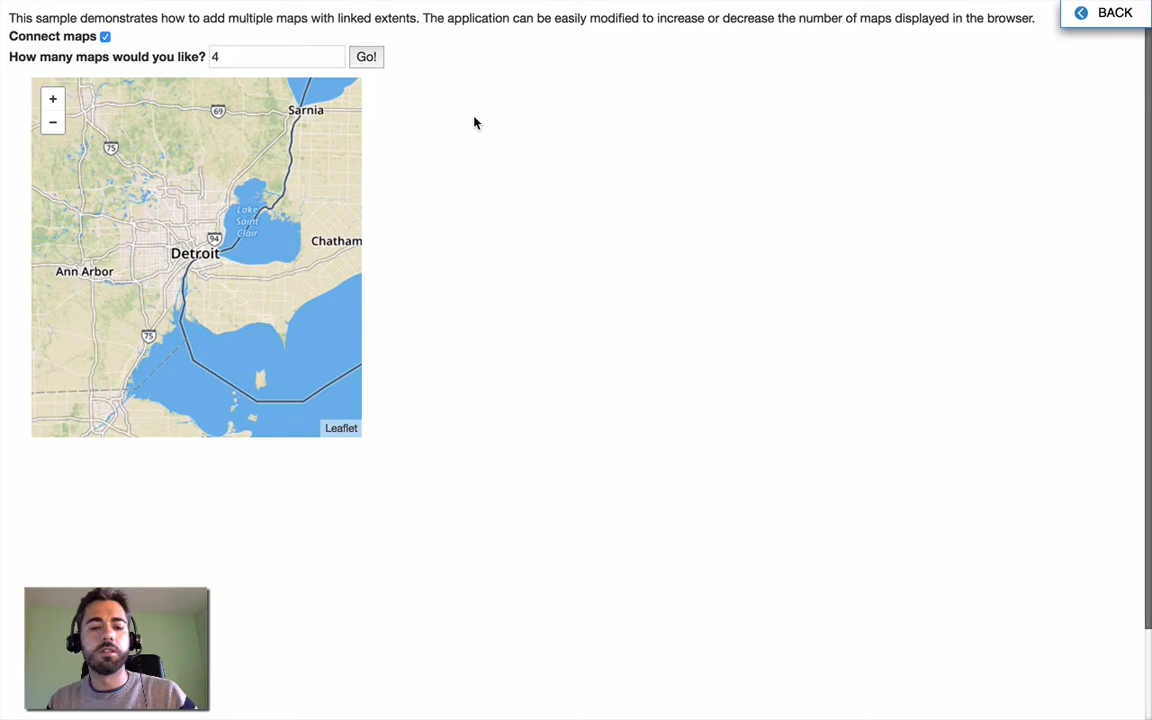 This sample demonstrates how to add multiple maps with linked extents. The application can be easily modified to increase or decrease the number of maps displayed in the browser.
BACK
Connect maps
How many maps would you like? 4 Go!
+
−
69
Sarnia
75
Lake
Saint
Clair
94
Chatham
Detroit
Ann Arbor
75
Leaflet